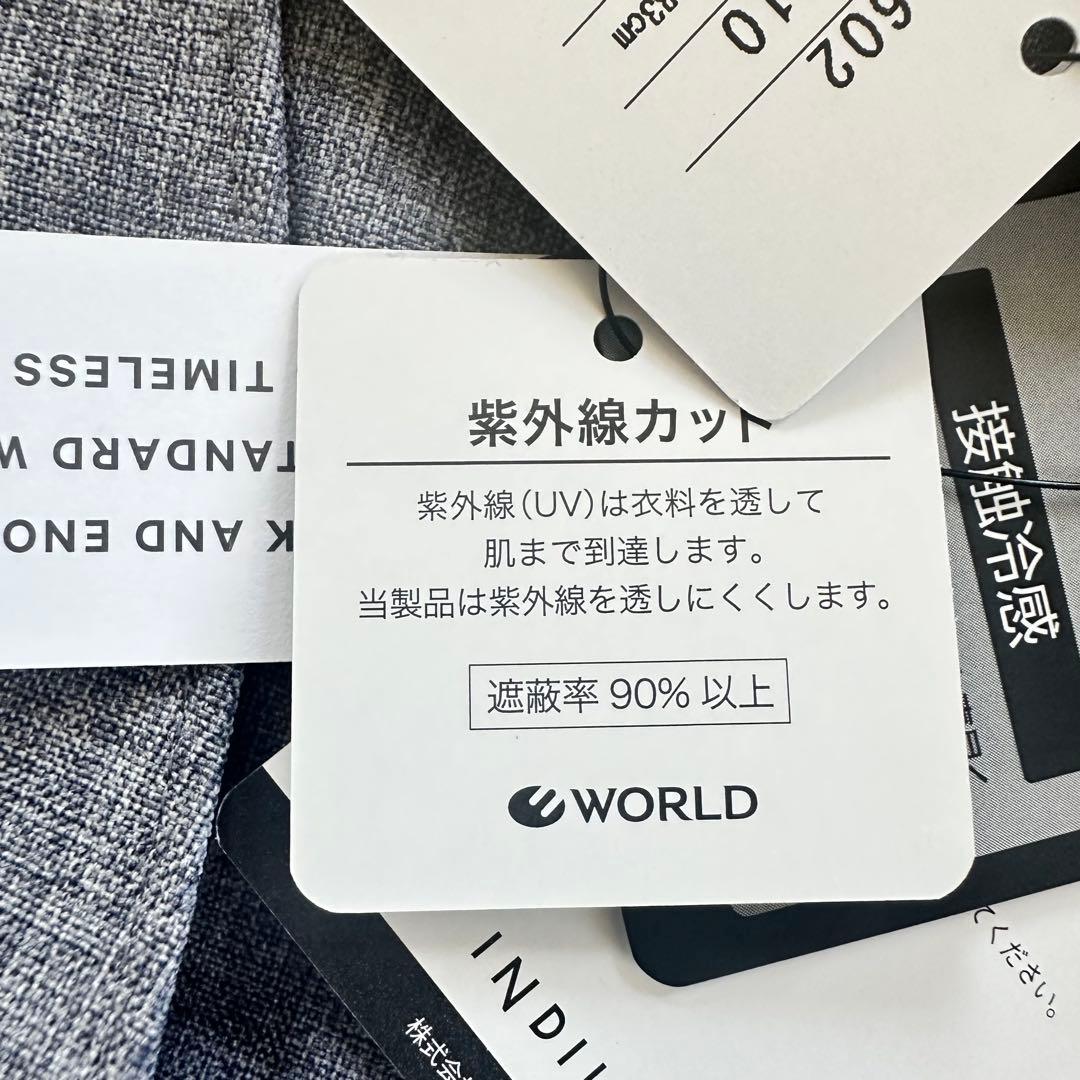 602
10
83cm
TIMELESS
AND
紫外線カット
紫外線(UV)は衣料を透して
肌まで到達します。
当製品は紫外線を透しにくくします。
遮蔽率 90% 以上
WORLD
接触冷感
てください。
INDI
株式会